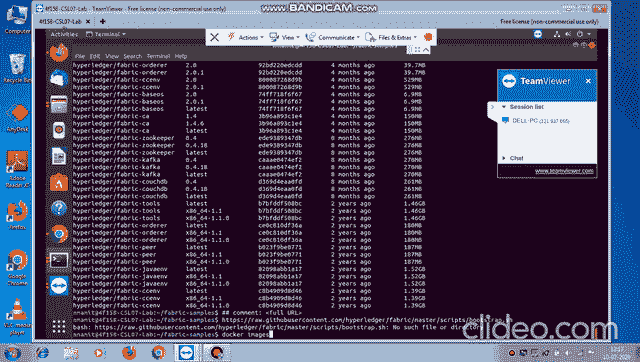 WWW.BANDICAM.COM
4f158-CSL07-Lab - TeamViewer - Free license (non-commercial use only)
4f158-CSL07-Lab
Free license (non-commercial use only)
Computer
Actions
View
Communicate
Files & Extras
Activities
Terminal
File Edit View Search Terminal Help
hyperledger/fabric-orderer 2.0 92bd220edcd4 4 months ago 39.7MB
hyperledger/fabric-orderer 2.0.1 92bd220edcd4 4 months ago 39.7MB
hyperledger/fabric-ccenv 2.0
hyperledger/fabric-ccenv 2.0.1
hyperledger/fabric-baseos 2.0 4 months ago 6.9MB
hyperledger/fabric-baseos 2.0.1 4 months ago 6.9MB
hyperledger/fabric-baseos latest 4 months ago 6.9MB
hyperledger/fabric-ca 1.4 3b96a893c1e4 4 months ago 150MB
hyperledger/fabric-ca 1.4.6 3b96a893c1e4 4 months ago 150MB
hyperledger/fabric-ca latest 3b96a893c1e4 4 months ago 150MB
hyperledger/fabric-zookeeper 0.4 ede9389347db 8 months ago 276MB
hyperledger/fabric-zookeeper 0.4.18 ede9389347db 8 months ago 276MB
hyperledger/fabric-zookeeper latest ede9389347db 8 months ago 276MB
hyperledger/fabric-kafka 0.4 caaae0474ef2 8 months ago 270MB
hyperledger/fabric-kafka 0.4.18 caaae0474ef2 8 months ago 270MB
hyperledger/fabric-kafka latest caaae0474ef2 8 months ago 270MB
hyperledger/fabric-couchdb 0.4 d369d4eaa0fd 8 months ago 261MB
hyperledger/fabric-couchdb 0.4.18 d369d4eaa0fd 8 months ago 261MB
hyperledger/fabric-couchdb latest d369d4eaa0fd 8 months ago 261MB
hyperledger/fabric-tools latest b7bfddf508bc 2 years ago 1.46GB
hyperledger/fabric-tools x86_64-1.1 b7bfddf508bc 2 years ago 1.46GB
hyperledger/fabric-tools x86_64-1.1.0 b7bfddf508bc 2 years ago 1.46GB
hyperledger/fabric-orderer latest ce0c810df36a 2 years ago 180MB
hyperledger/fabric-orderer x86_64-1.1 ce0c810df36a 2 years ago 180MB
hyperledger/fabric-orderer x86_64-1.1.0 ce0c810df36a 2 years ago 180MB
hyperledger/fabric-peer latest b023f9be0771 2 years ago 187MB
hyperledger/fabric-peer x86_64-1.1 b023f9be0771 2 years ago 187MB
hyperledger/fabric-peer x86_64-1.1.0 b023f9be0771 2 years ago 187MB
hyperledger/fabric-javaenv latest 82098abb1a17 2 years ago 1.52GB
hyperledger/fabric-javaenv x86_64-1.1 82098abb1a17 2 years ago 1.52GB
hyperledger/fabric-javaenv x86_64-1.1.0 82098abb1a17 2 years ago 1.52GB
hyperledger/fabric-ccenv latest c8b4909d8d46 2 years ago 1.39GB
hyperledger/fabric-ccenv x86_64-1.1 c8b4909d8d46 2 years ago 1.39GB
hyperledger/fabric-ccenv x86_64-1.1.0 c8b4909d8d46 2 years ago 1.39GB
mnamit@4f158-CSL07-Lab:~/fabric-samples$ ## comment: <full URL>
mnamit@4f158-CSL07-Lab:~/fabric-samples$ https://raw.githubusercontent.com/hyperledger/fabric/master/scripts/bootstrap.sh
bash: https://raw.githubusercontent.com/hyperledger/fabric/master/scripts/bootstrap.sh: No such file or directory
mnamit@4f158-CSL07-Lab:~/fabric-samples$ docker images
TeamViewer
Session list
DELL-PC
Chat
www.teamviewer.com
Recycle Bin
AnyDesk
Adobe Reader XI
Firefox
Google Chrome
VLC media player
clideo.com